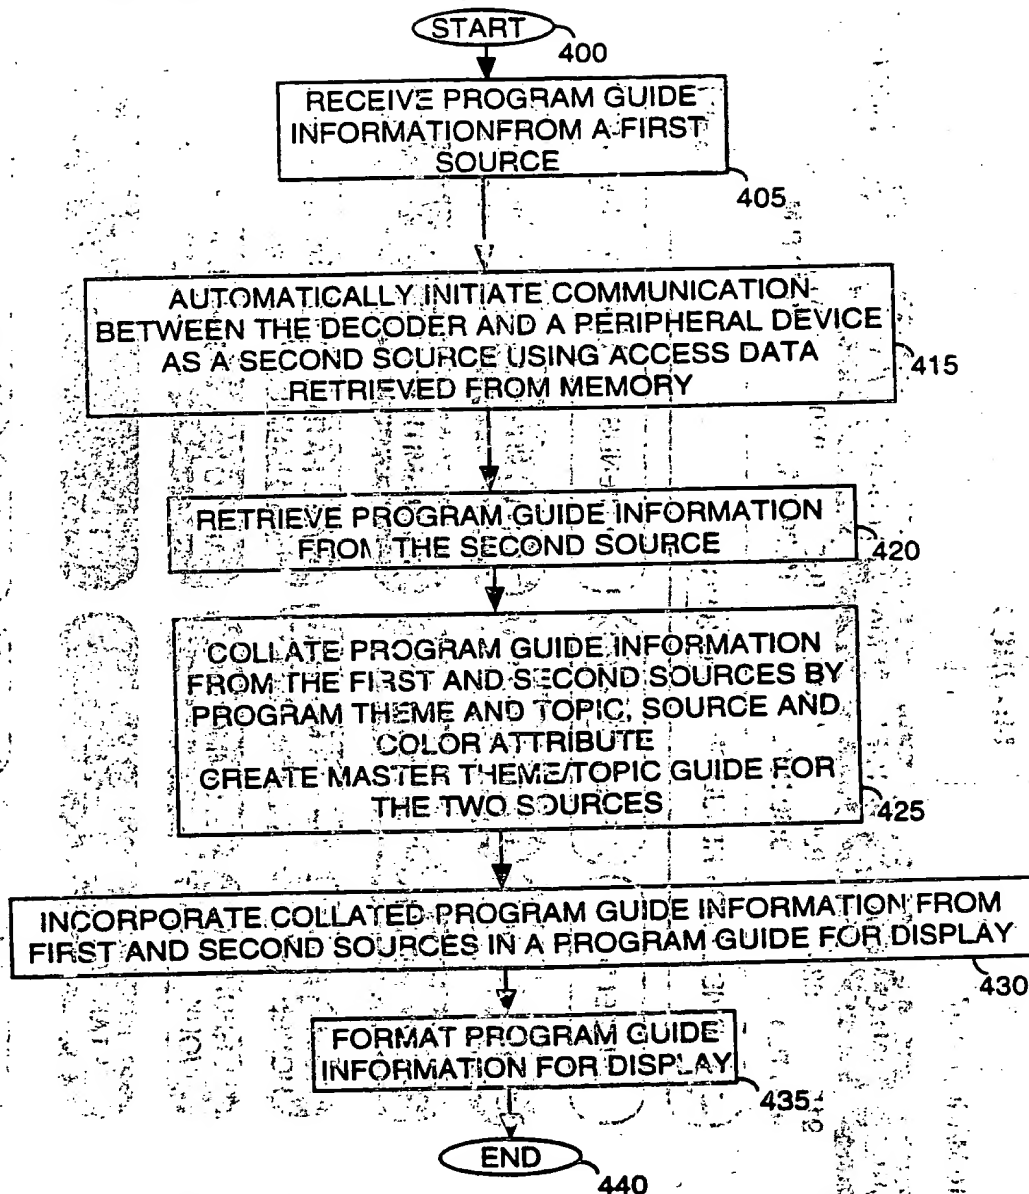 START
400
RECEIVE PROGRAM GUIDE
INFORMATIONFROM A FIRST
SOURCE
405
AUTOMATICALLY INITIATE COMMUNICATION
BETWEEN THE DECODER AND A PERIPHERAL DEVICE
AS A SECOND SOURCE USING ACCESS DATA
RETRIEVED FROM MEMORY
415
RETRIEVE PROGRAM GUIDE INFORMATION
FROM THE SECOND SOURCE
420
COLLATE PROGRAM GUIDE INFORMATION
FROM THE FIRST AND SECOND SOURCES BY
PROGRAM THEME AND TOPIC, SOURCE AND
COLOR ATTRIBUTE
CREATE MASTER THEME/TOPIC GUIDE FOR
THE TWO SOURCES
425
INCORPORATE COLLATED PROGRAM GUIDE INFORMATION FROM
FIRST AND SECOND SOURCES IN A PROGRAM GUIDE FOR DISPLAY
430
FORMAT PROGRAM GUIDE
INFORMATION FOR DISPLAY
435
END
440